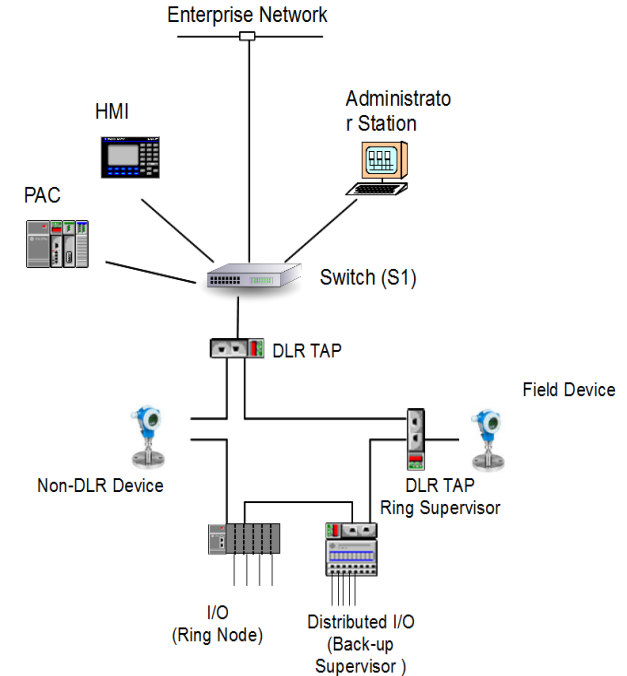 Enterprise Network
HMI
Administrato
r Station
PAC
Switch (S1)
DLR TAP
Field Device
Non-DLR Device
DLR TAP
Ring Supervisor
I/O
(Ring Node)
Distributed I/O
(Back-up
Supervisor )